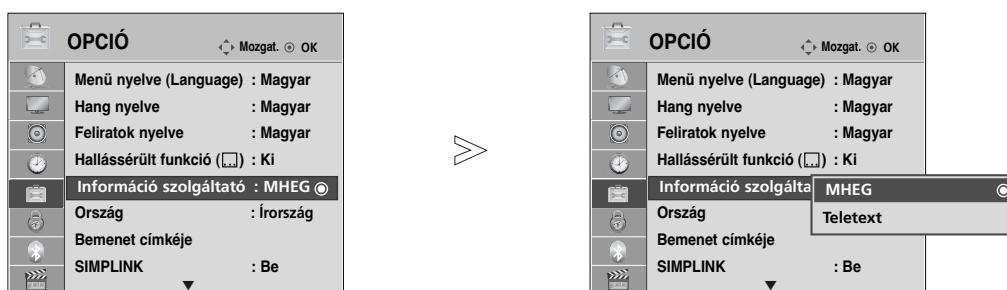 OPCIÓ Mozgat. OK
Menü nyelve (Language) : Magyar
Hang nyelve : Magyar
Feliratok nyelve : Magyar
Hallássérült funkció ( ) : Ki
Információ szolgáltató : MHEG
Ország : Írország
Bemenet címkéje
SIMPLINK : Be
OPCIÓ Mozgat. OK
Menü nyelve (Language) : Magyar
Hang nyelve : Magyar
Feliratok nyelve : Magyar
Hallássérült funkció ( ) : Ki
Információ szolgálta
MHEG
Teletext
Ország
Bemenet címkéje
SIMPLINK : Be